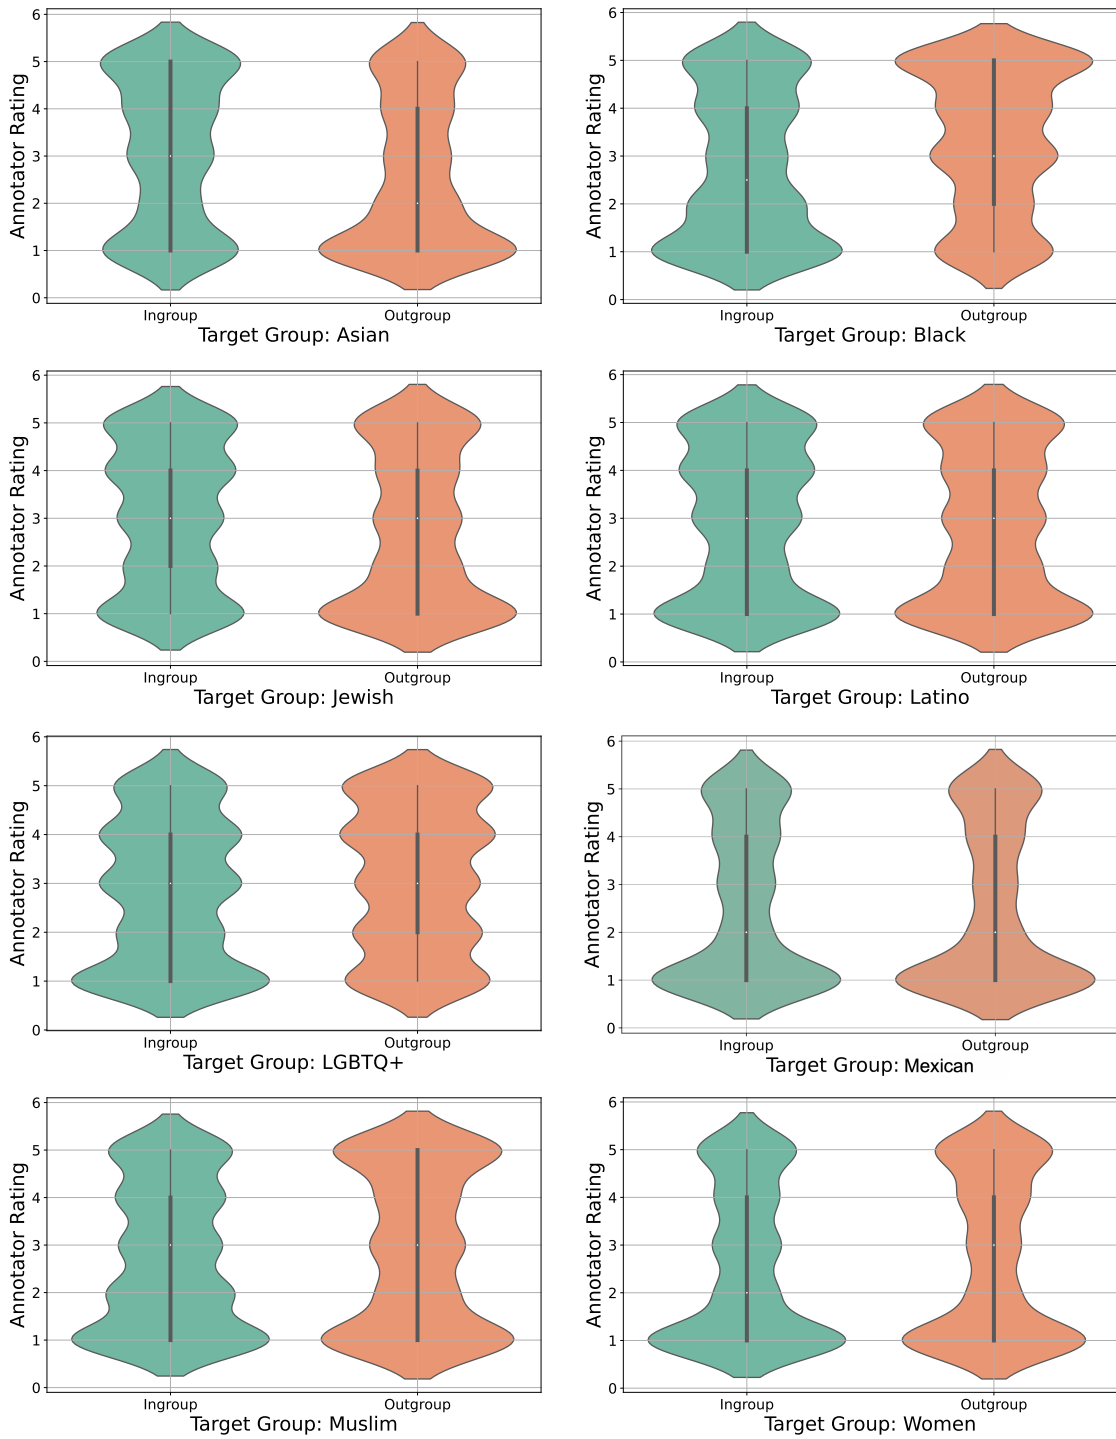 Annotator Rating
6
5
4
3
2
1
0
Ingroup
Outgroup
Target Group: Asian
Annotator Rating
6
5
4
3
2
1
0
Ingroup
Outgroup
Target Group: Black
Annotator Rating
6
5
4
3
2
1
0
Ingroup
Outgroup
Target Group: Jewish
Annotator Rating
6
5
4
3
2
1
0
Ingroup
Outgroup
Target Group: Latino
Annotator Rating
6
5
4
3
2
1
0
Ingroup
Outgroup
Target Group: LGBTQ+
Annotator Rating
6
5
4
3
2
1
0
Ingroup
Outgroup
Target Group: Mexican
Annotator Rating
6
5
4
3
2
1
0
Ingroup
Outgroup
Target Group: Muslim
Annotator Rating
6
5
4
3
2
1
0
Ingroup
Outgroup
Target Group: Women